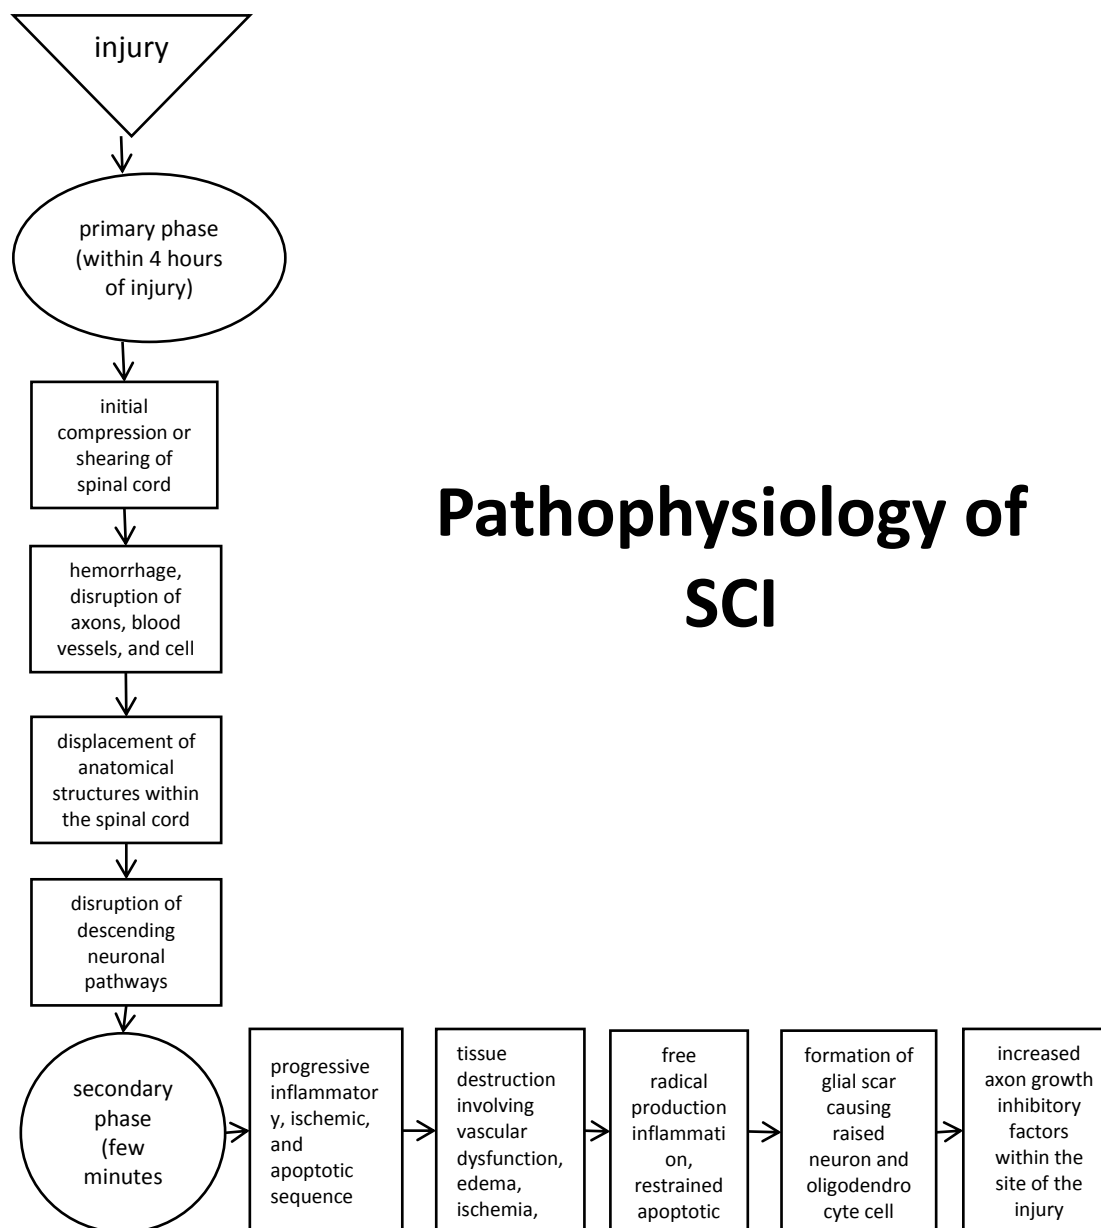 injury
primary phase
(within 4 hours
of injury)
initial
compression or
shearing of
spinal cord
hemorrhage,
disruption of
axons, blood
vessels, and cell
displacement of
anatomical
structures within
the spinal cord
disruption of
descending
neuronal
pathways
Pathophysiology of
SCI
secondary
phase
(few
minutes
progressive
inflammator
y, ischemic,
and
apoptotic
sequence
tissue
destruction
involving
vascular
dysfunction,
edema,
ischemia,
free
radical
production
inflammati
on,
restrained
apoptotic
formation of
glial scar
causing
raised
neuron and
oligodendro
cyte cell
increased
axon growth
inhibitory
factors
within the
site of the
injury